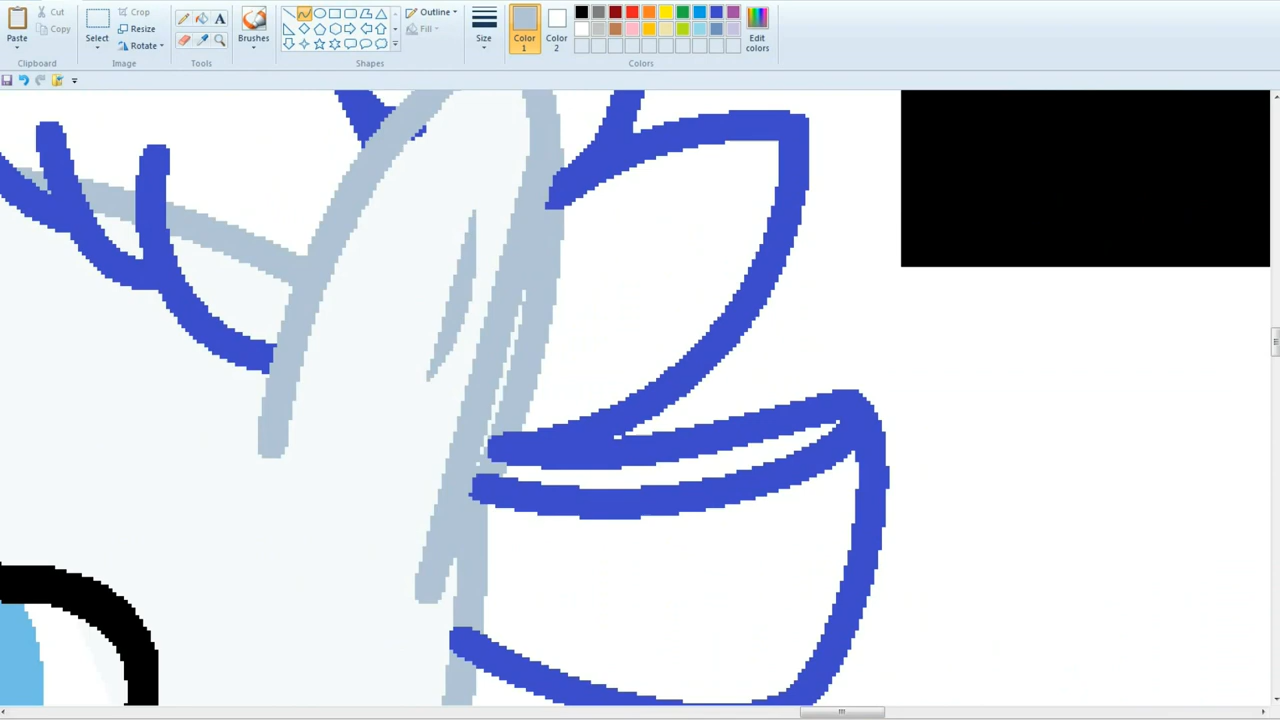 Paste
Cut
Copy
Clipboard
Select
Crop
Resize
Rotate
Image
A
Tools
Brushes
Shapes
Outline
Fill
Size
Color
1
Color
2
Edit
colors
Colors